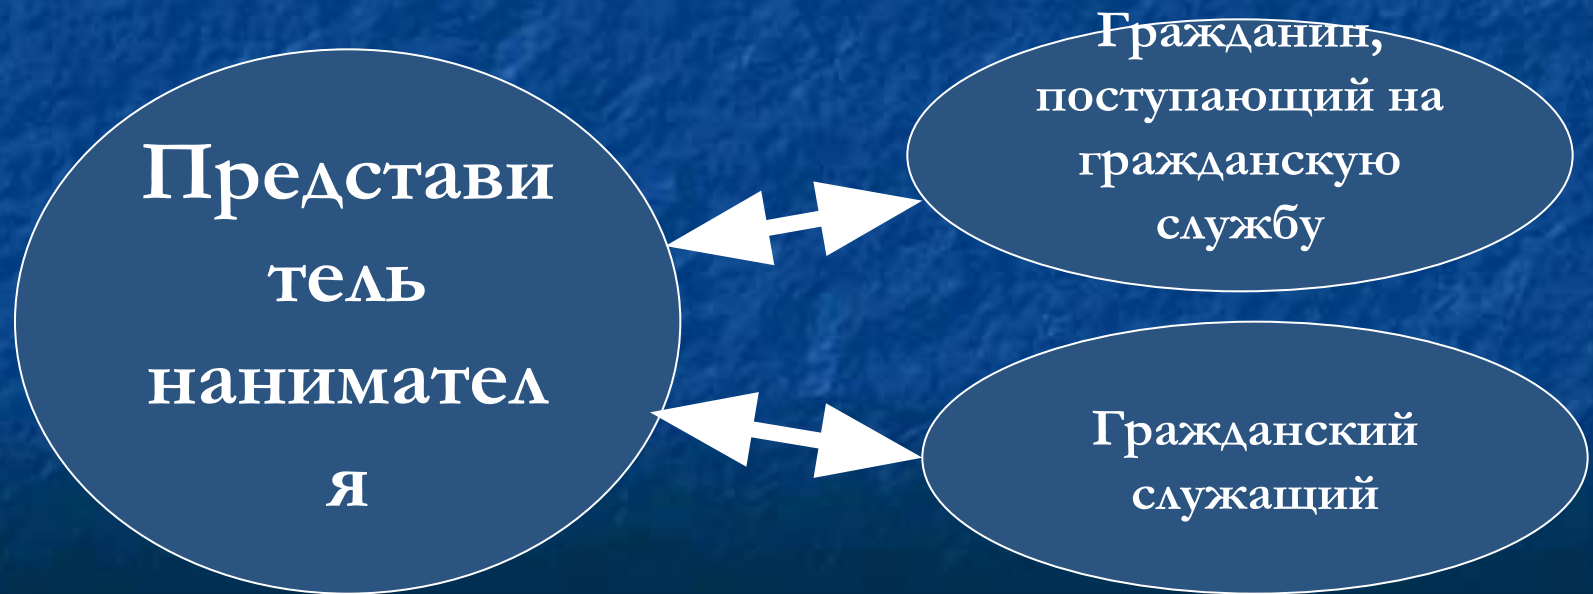 Представи
тель
нанимател
я
Гражданин,
поступающий на
гражданскую
службу
Гражданский
служащий